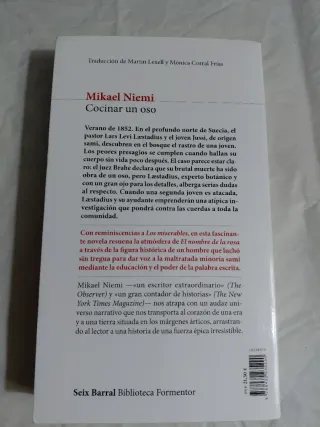 Traducción de Martin Lexell y Mónica Corral Frías
Mikael Niemi
Cocinar un oso
Verano de 1852. En el profundo norte de Suecia, el
pastor Lars Levi Læstadius y el joven Jussi, de origen
sami, descubren en el bosque el rastro de una joven.
Los peores presagios se cumplen cuando hallan su
cuerpo sin vida poco después. El caso parece estar cla-
ro: el juez Brahe declara que su brutal muerte ha sido
obra de un oso, pero Læstadius, experto botánico y
con un gran ojo para los detalles, alberga serias dudas
al respecto. Cuando una segunda joven es atacada,
Læstadius y su ayudante emprenderán una atípica in-
vestigación que pondrá contra las cuerdas a toda la
comunidad.
Con reminiscencias a Los miserables, en esta fascinan-
te novela resuena la atmósfera de El nombre de la rosa
a través de la figura histórica de un hombre que luchó
sin tregua para dar voz a la maltratada minoría sami
mediante la educación y el poder de la palabra escrita.
Mikael Niemi —«un escritor extraordinario» (The
Observer) y «un gran contador de historias» (The New
York Times Magazine)— nos atrapa con un audaz uni-
verso narrativo que nos transporta al corazón de una era
y a una tierra situada en los márgenes árticos, arrastran-
do al lector a una historia de una fuerza épica irresistible.
Seix Barral Biblioteca Formentor